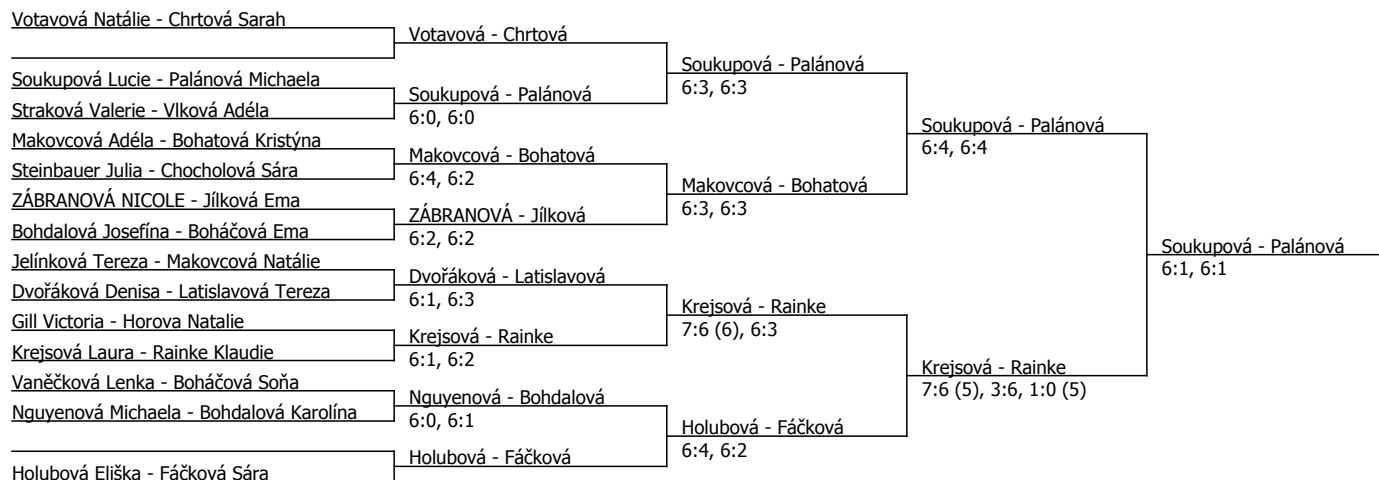 Votavová Natálie - Chrtová Sarah
Soukupová Lucie - Palánová Michaela
Straková Valerie - Vlková Adéla
Makovcová Adéla - Bohatová Kristýna
Steinbauer Julia - Chocholová Sára
ZÁBRANOVÁ NICOLE - Jílková Ema
Bohdalová Josefína - Boháčová Ema
Jelínková Tereza - Makovcová Natálie
Dvořáková Denisa - Latislavová Tereza
Gill Victoria - Horova Natalie
Krejsová Laura - Rainke Klaudie
Vaněčková Lenka - Boháčová Soňa
Nguyenová Michaela - Bohdalová Karolína
Holubová Eliška - Fáčková Sára
Votavová - Chrtová
Soukupová - Palánová
6:0, 6:0
Makovcová - Bohatová
6:4, 6:2
ZÁBRANOVÁ - Jílková
6:2, 6:2
Dvořáková - Latislavová
6:1, 6:3
Krejsová - Rainke
6:1, 6:2
Nguyenová - Bohdalová
6:0, 6:1
Holubová - Fáčková
Soukupová - Palánová
6:3, 6:3
Makovcová - Bohatová
6:3, 6:3
Krejsová - Rainke
7:6 (6), 6:3
Holubová - Fáčková
6:4, 6:2
Soukupová - Palánová
6:4, 6:4
Krejsová - Rainke
7:6 (5), 3:6, 1:0 (5)
Soukupová - Palánová
6:1, 6:1